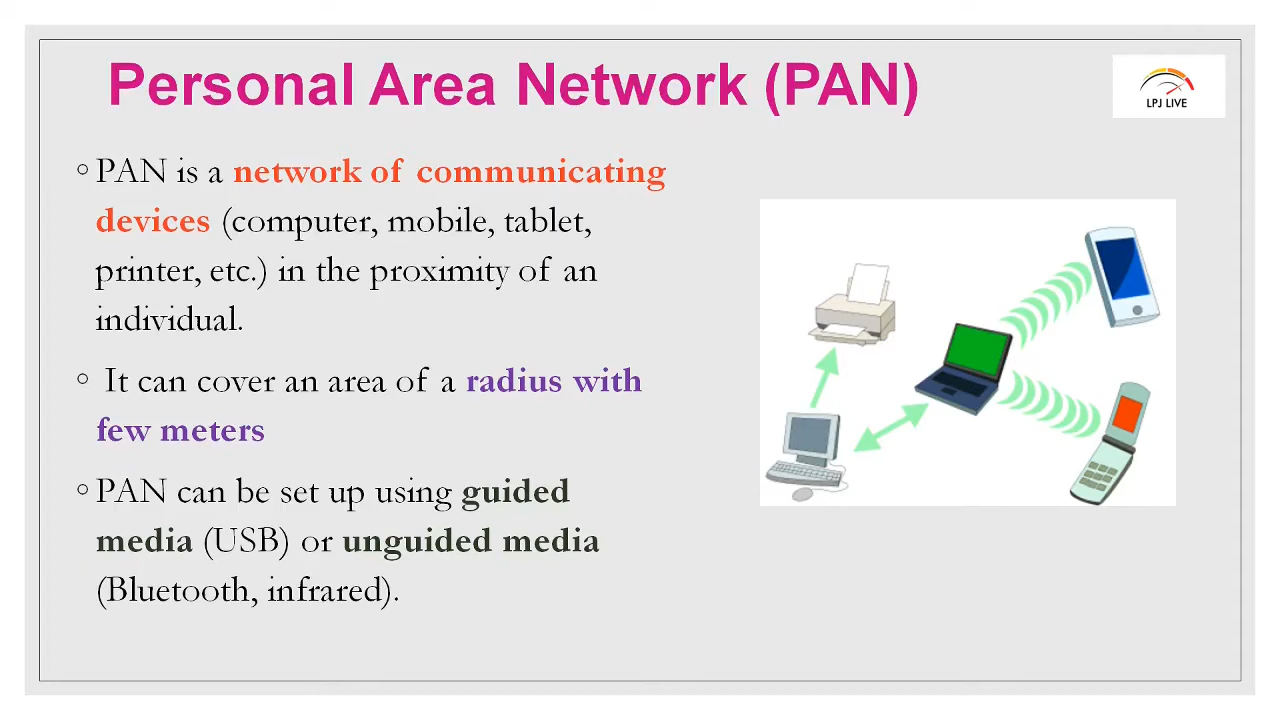 Personal Area Network (PAN)
LPJ LIVE
◦ PAN is a network of communicating
devices (computer, mobile, tablet,
printer, etc.) in the proximity of an
individual.
◦ It can cover an area of a radius with
few meters
◦ PAN can be set up using guided
media (USB) or unguided media
(Bluetooth, infrared).